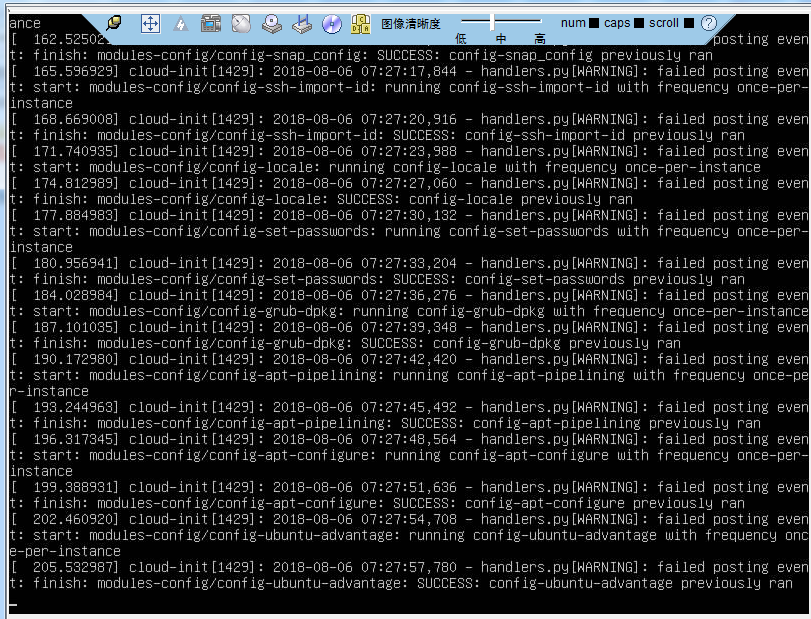 图像清晰度
低 中 高
num caps scroll ?
ance
[  162.52502
posting even
t: finish: modules-config/config-snap_config: SUCCESS: config-snap_config previously ran
[  165.596929] cloud-init[1429]: 2018-08-06 07:27:17,844 - handlers.py[WARNING]: failed posting even
t: start: modules-config/config-ssh-import-id: running config-ssh-import-id with frequency once-per-
instance
[  168.669008] cloud-init[1429]: 2018-08-06 07:27:20,916 - handlers.py[WARNING]: failed posting even
t: finish: modules-config/config-ssh-import-id: SUCCESS: config-ssh-import-id previously ran
[  171.740935] cloud-init[1429]: 2018-08-06 07:27:23,988 - handlers.py[WARNING]: failed posting even
t: start: modules-config/config-locale: running config-locale with frequency once-per-instance
[  174.812989] cloud-init[1429]: 2018-08-06 07:27:27,060 - handlers.py[WARNING]: failed posting even
t: finish: modules-config/config-locale: SUCCESS: config-locale previously ran
[  177.884983] cloud-init[1429]: 2018-08-06 07:27:30,132 - handlers.py[WARNING]: failed posting even
t: start: modules-config/config-set-passwords: running config-set-passwords with frequency once-per-
instance
[  180.956941] cloud-init[1429]: 2018-08-06 07:27:33,204 - handlers.py[WARNING]: failed posting even
t: finish: modules-config/config-set-passwords: SUCCESS: config-set-passwords previously ran
[  184.028984] cloud-init[1429]: 2018-08-06 07:27:36,276 - handlers.py[WARNING]: failed posting even
t: start: modules-config/config-grub-dpkg: running config-grub-dpkg with frequency once-per-instance
[  187.101035] cloud-init[1429]: 2018-08-06 07:27:39,348 - handlers.py[WARNING]: failed posting even
t: finish: modules-config/config-grub-dpkg: SUCCESS: config-grub-dpkg previously ran
[  190.172980] cloud-init[1429]: 2018-08-06 07:27:42,420 - handlers.py[WARNING]: failed posting even
t: start: modules-config/config-apt-pipelining: running config-apt-pipelining with frequency once-pe
r-instance
[  193.244963] cloud-init[1429]: 2018-08-06 07:27:45,492 - handlers.py[WARNING]: failed posting even
t: finish: modules-config/config-apt-pipelining: SUCCESS: config-apt-pipelining previously ran
[  196.317345] cloud-init[1429]: 2018-08-06 07:27:48,564 - handlers.py[WARNING]: failed posting even
t: start: modules-config/config-apt-configure: running config-apt-configure with frequency once-per-
instance
[  199.388931] cloud-init[1429]: 2018-08-06 07:27:51,636 - handlers.py[WARNING]: failed posting even
t: finish: modules-config/config-apt-configure: SUCCESS: config-apt-configure previously ran
[  202.460920] cloud-init[1429]: 2018-08-06 07:27:54,708 - handlers.py[WARNING]: failed posting even
t: start: modules-config/config-ubuntu-advantage: running config-ubuntu-advantage with frequency onc
e-per-instance
[  205.532987] cloud-init[1429]: 2018-08-06 07:27:57,780 - handlers.py[WARNING]: failed posting even
t: finish: modules-config/config-ubuntu-advantage: SUCCESS: config-ubuntu-advantage previously ran